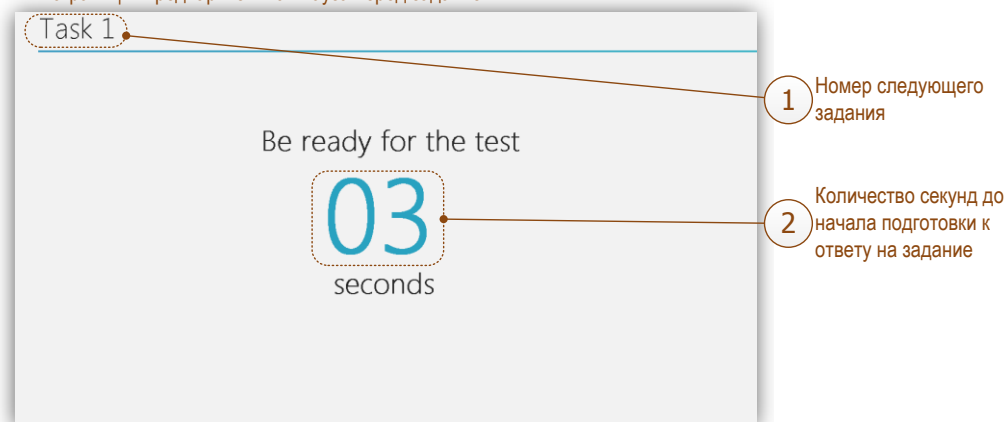 Task 1
Be ready for the test
03
seconds
1
Номер следующего
задания
2
Количество секунд до
начала подготовки к
ответу на задание